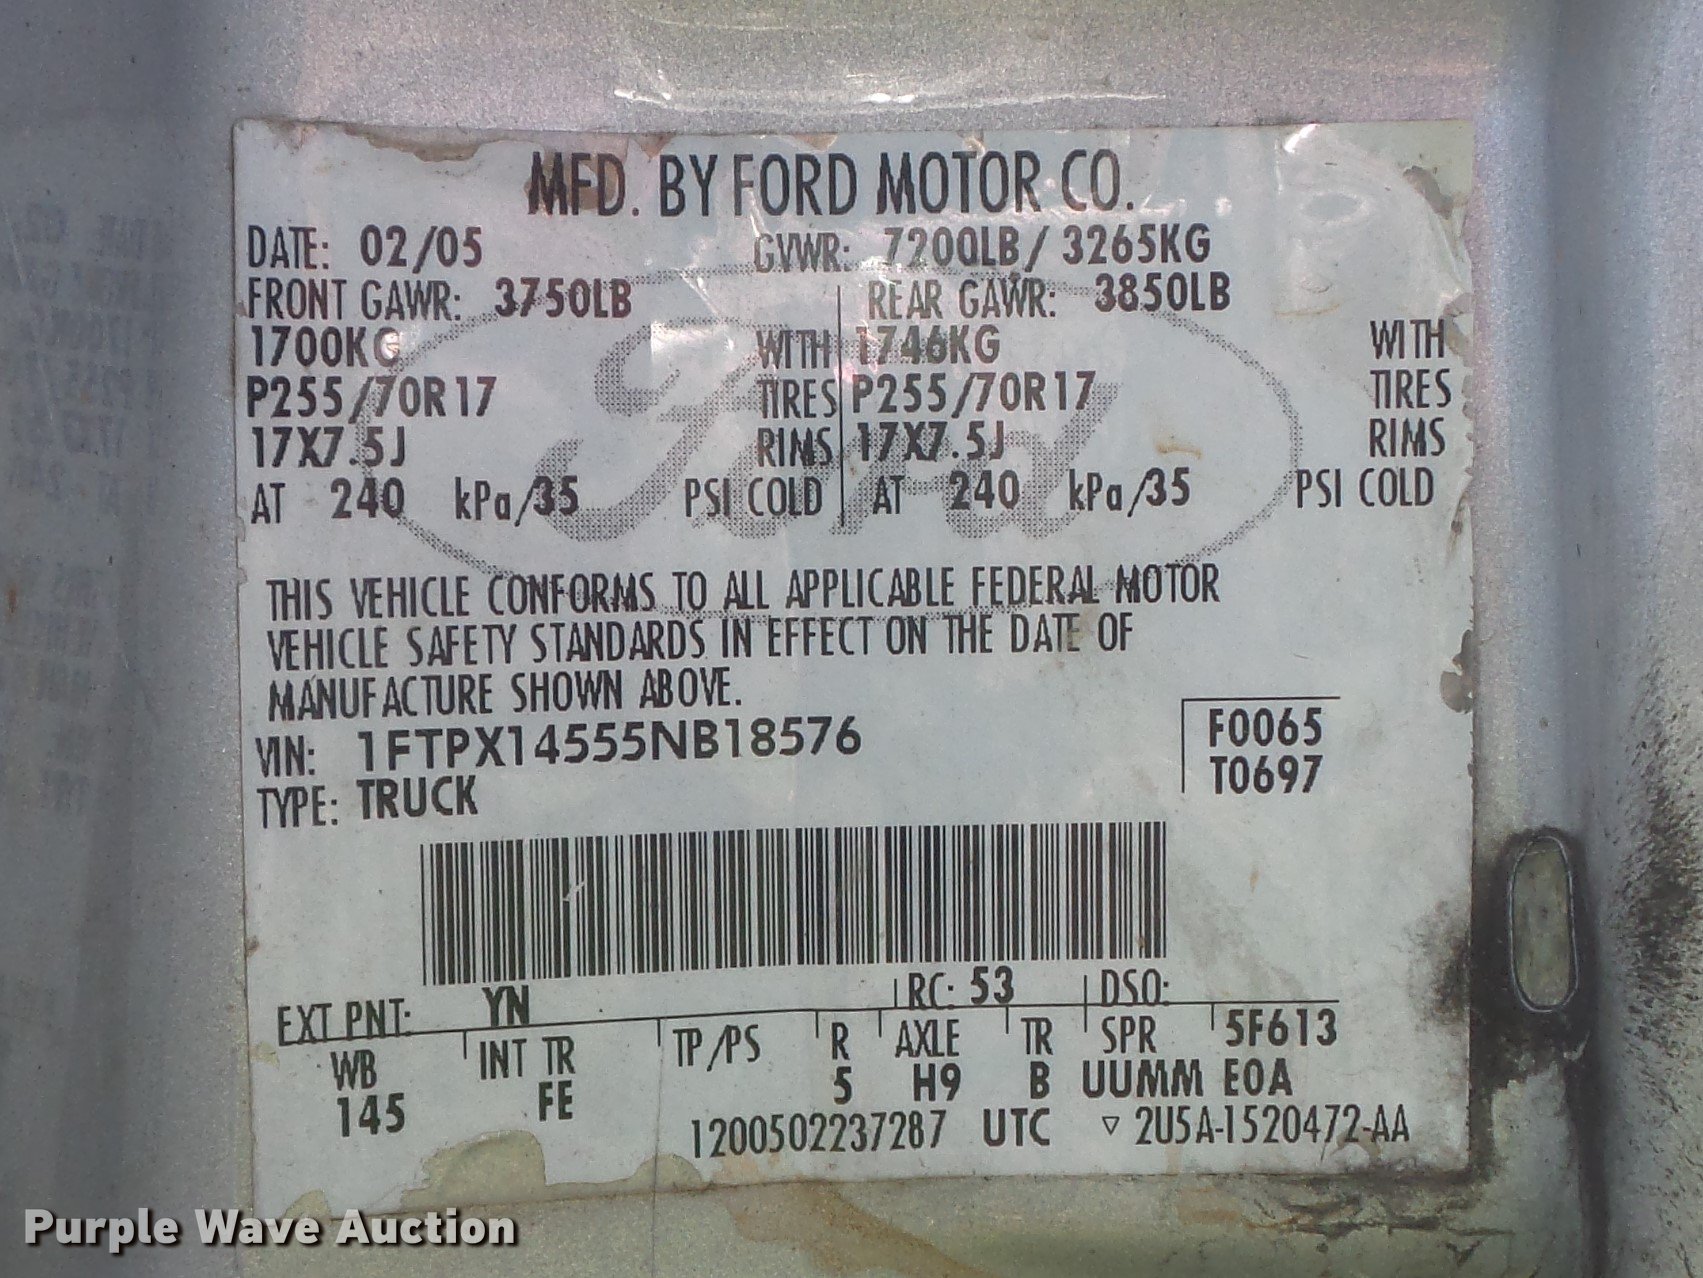 MFD. BY FORD MOTOR CO.
DATE: 02/05 GVWR: 7200LB/ 3265KG
FRONT GAWR: 3750LB REAR GAWR: 3850LB
1700KG WITH 1746KG WITH
P255/70R17 TIRES P255/70R17 TIRES
17X7.5J RIMS 17X7.5J RIMS
AT 240 kPa/35 PSI COLD AT 240 kPa/35 PSI COLD
Ford
THIS VEHICLE CONFORMS TO ALL APPLICABLE FEDERAL MOTOR
VEHICLE SAFETY STANDARDS IN EFFECT ON THE DATE OF
MANUFACTURE SHOWN ABOVE.
VIN: 1FTPX14555NB18576 F0065
TYPE: TRUCK T0697
EXT PNT: YN RC: 53 DSO:
WB INT TR TP/PS R AXLE TR SPR 5F613
145 FE 5 H9 B UUMM E0A
1200502237287 UTC ▽ 2U5A-1520472-AA
Purple Wave Auction